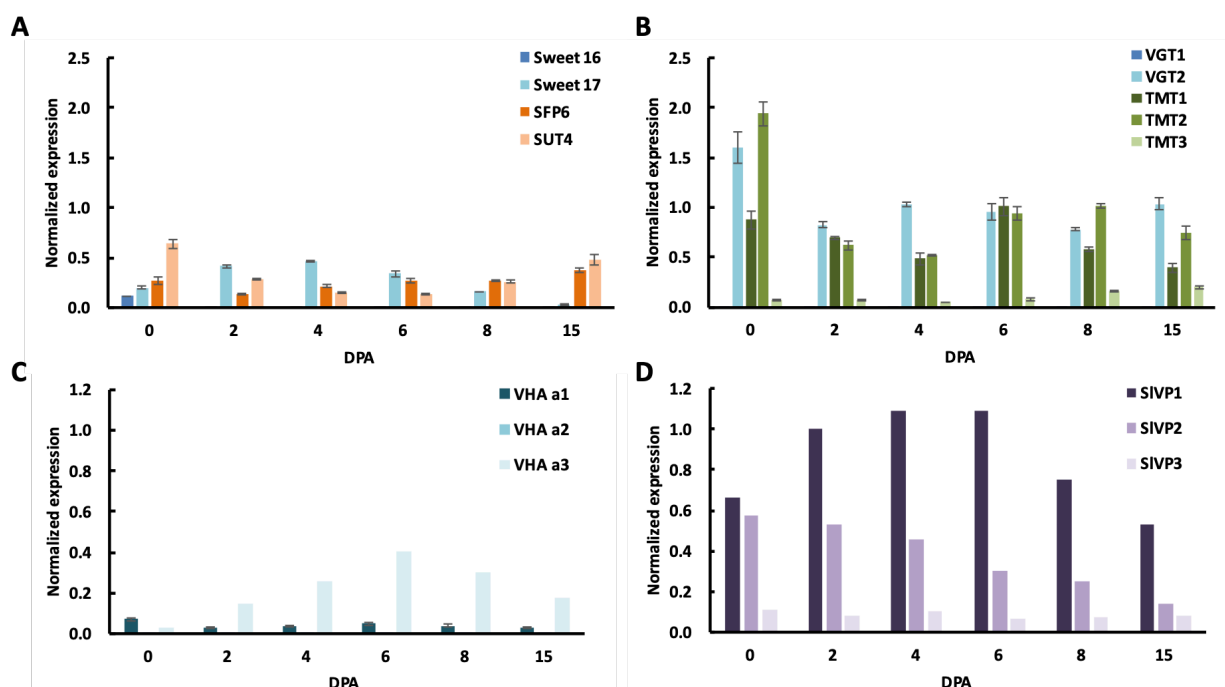 A
Normalized expression
2.5
2.0
1.5
1.0
0.5
0.0
0 2 4 6 8 15
DPA
Sweet 16
Sweet 17
SFP6
SUT4
B
Normalized expression
2.5
2.0
1.5
1.0
0.5
0.0
0 2 4 6 8 15
DPA
VGT1
VGT2
TMT1
TMT2
TMT3
C
Normalized expression
1.2
1.0
0.8
0.6
0.4
0.2
0.0
0 2 4 6 8 15
DPA
VHA a1
VHA a2
VHA a3
D
Normalized expression
1.2
1.0
0.8
0.6
0.4
0.2
0.0
0 2 4 6 8 15
DPA
SlVP1
SlVP2
SlVP3